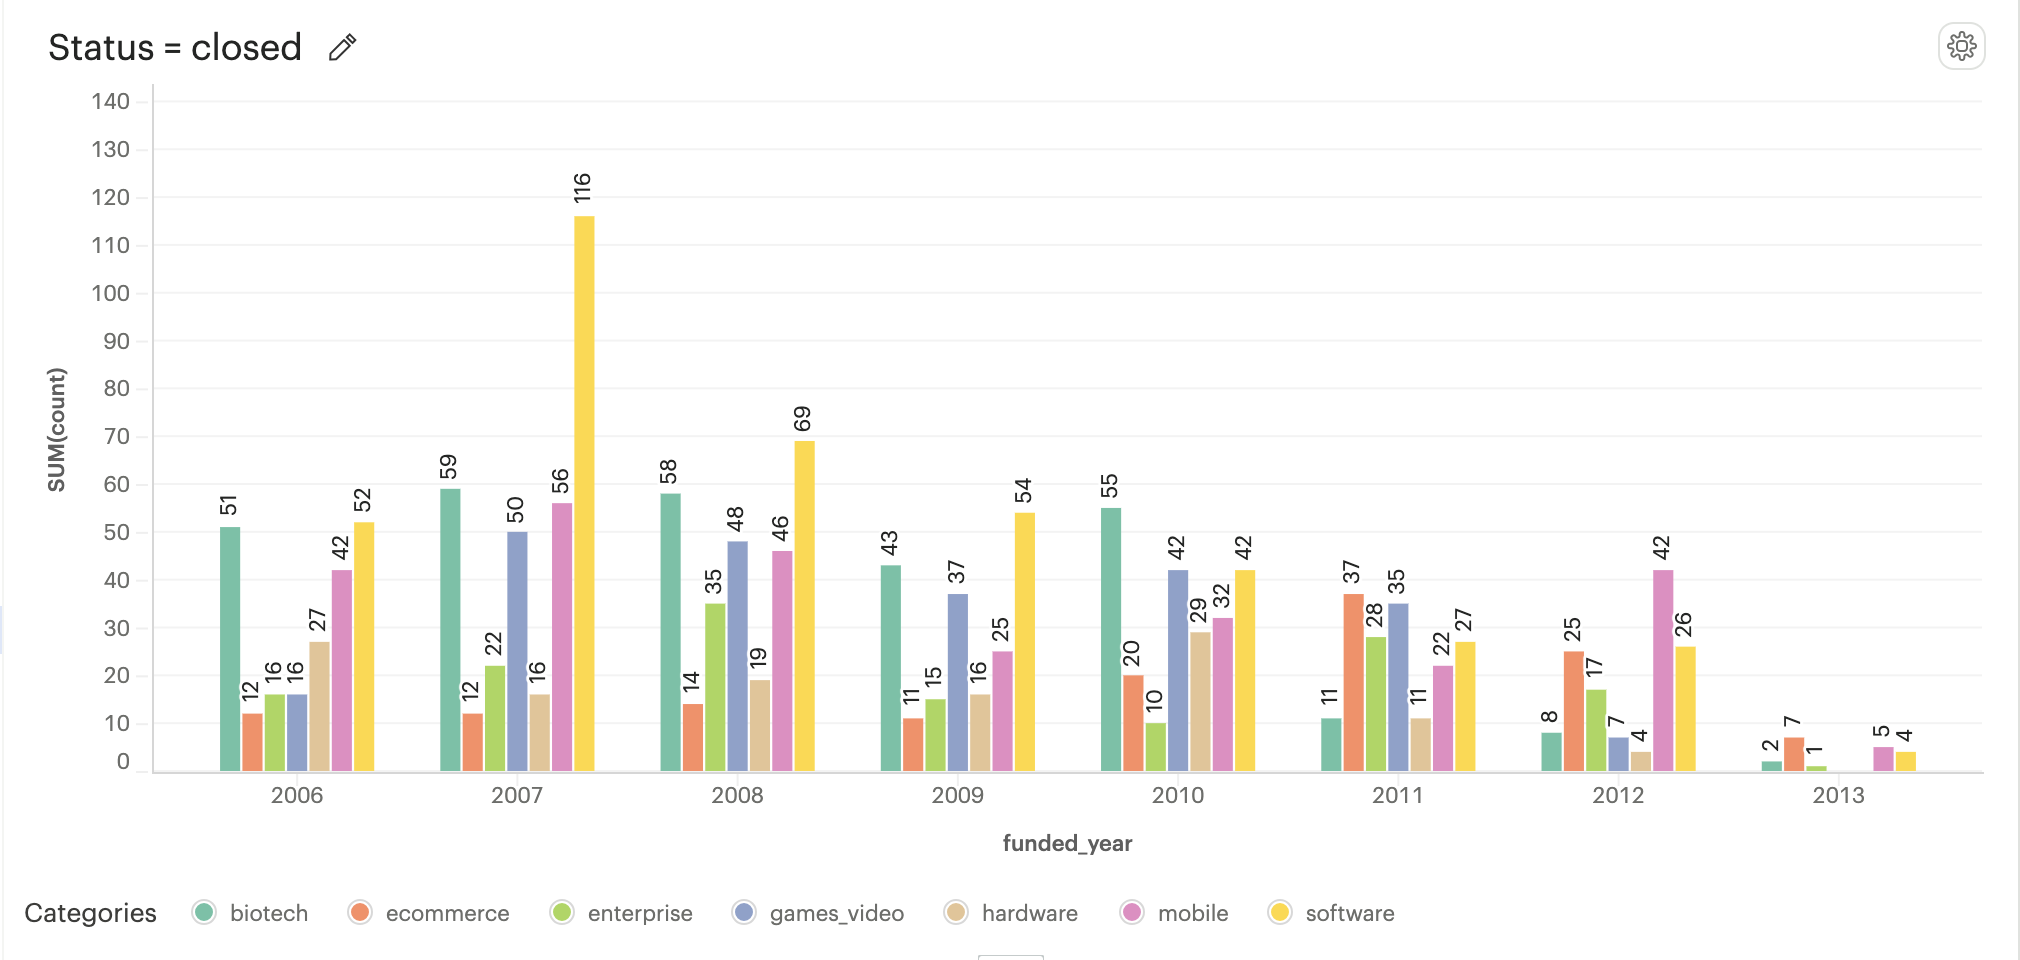 Status = closed
140
130
120
110
100
90
80
70
60
50
40
30
20
10
0
SUM(count)
51 12 16 16 27 42 52
59 12 22 50 16 56 116
58 14 35 48 19 46 69
43 11 15 37 16 25 54
55 20 10 42 29 32 42
11 37 28 35 11 22 27
8 25 17 7 4 42 26
2 7 1 5 4
2006 2007 2008 2009 2010 2011 2012 2013
funded_year
Categories biotech ecommerce enterprise games_video hardware mobile software